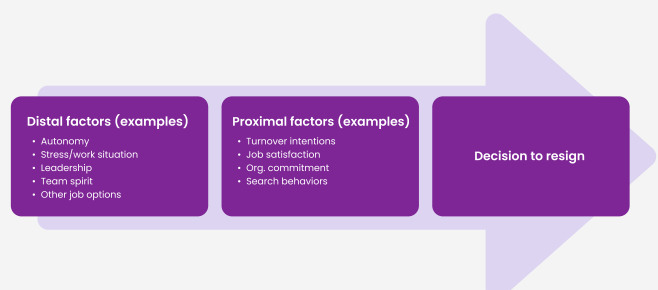 Distal factors (examples)
• Autonomy
• Stress/work situation
• Leadership
• Team spirit
• Other job options
Proximal factors (examples)
• Turnover intentions
• Job satisfaction
• Org. commitment
• Search behaviors
Decision to resign